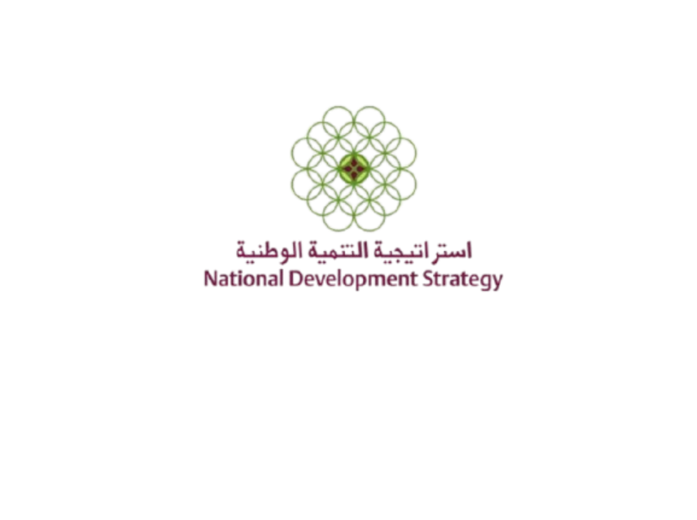 استراتيجية التنمية الوطنية
National Development Strategy